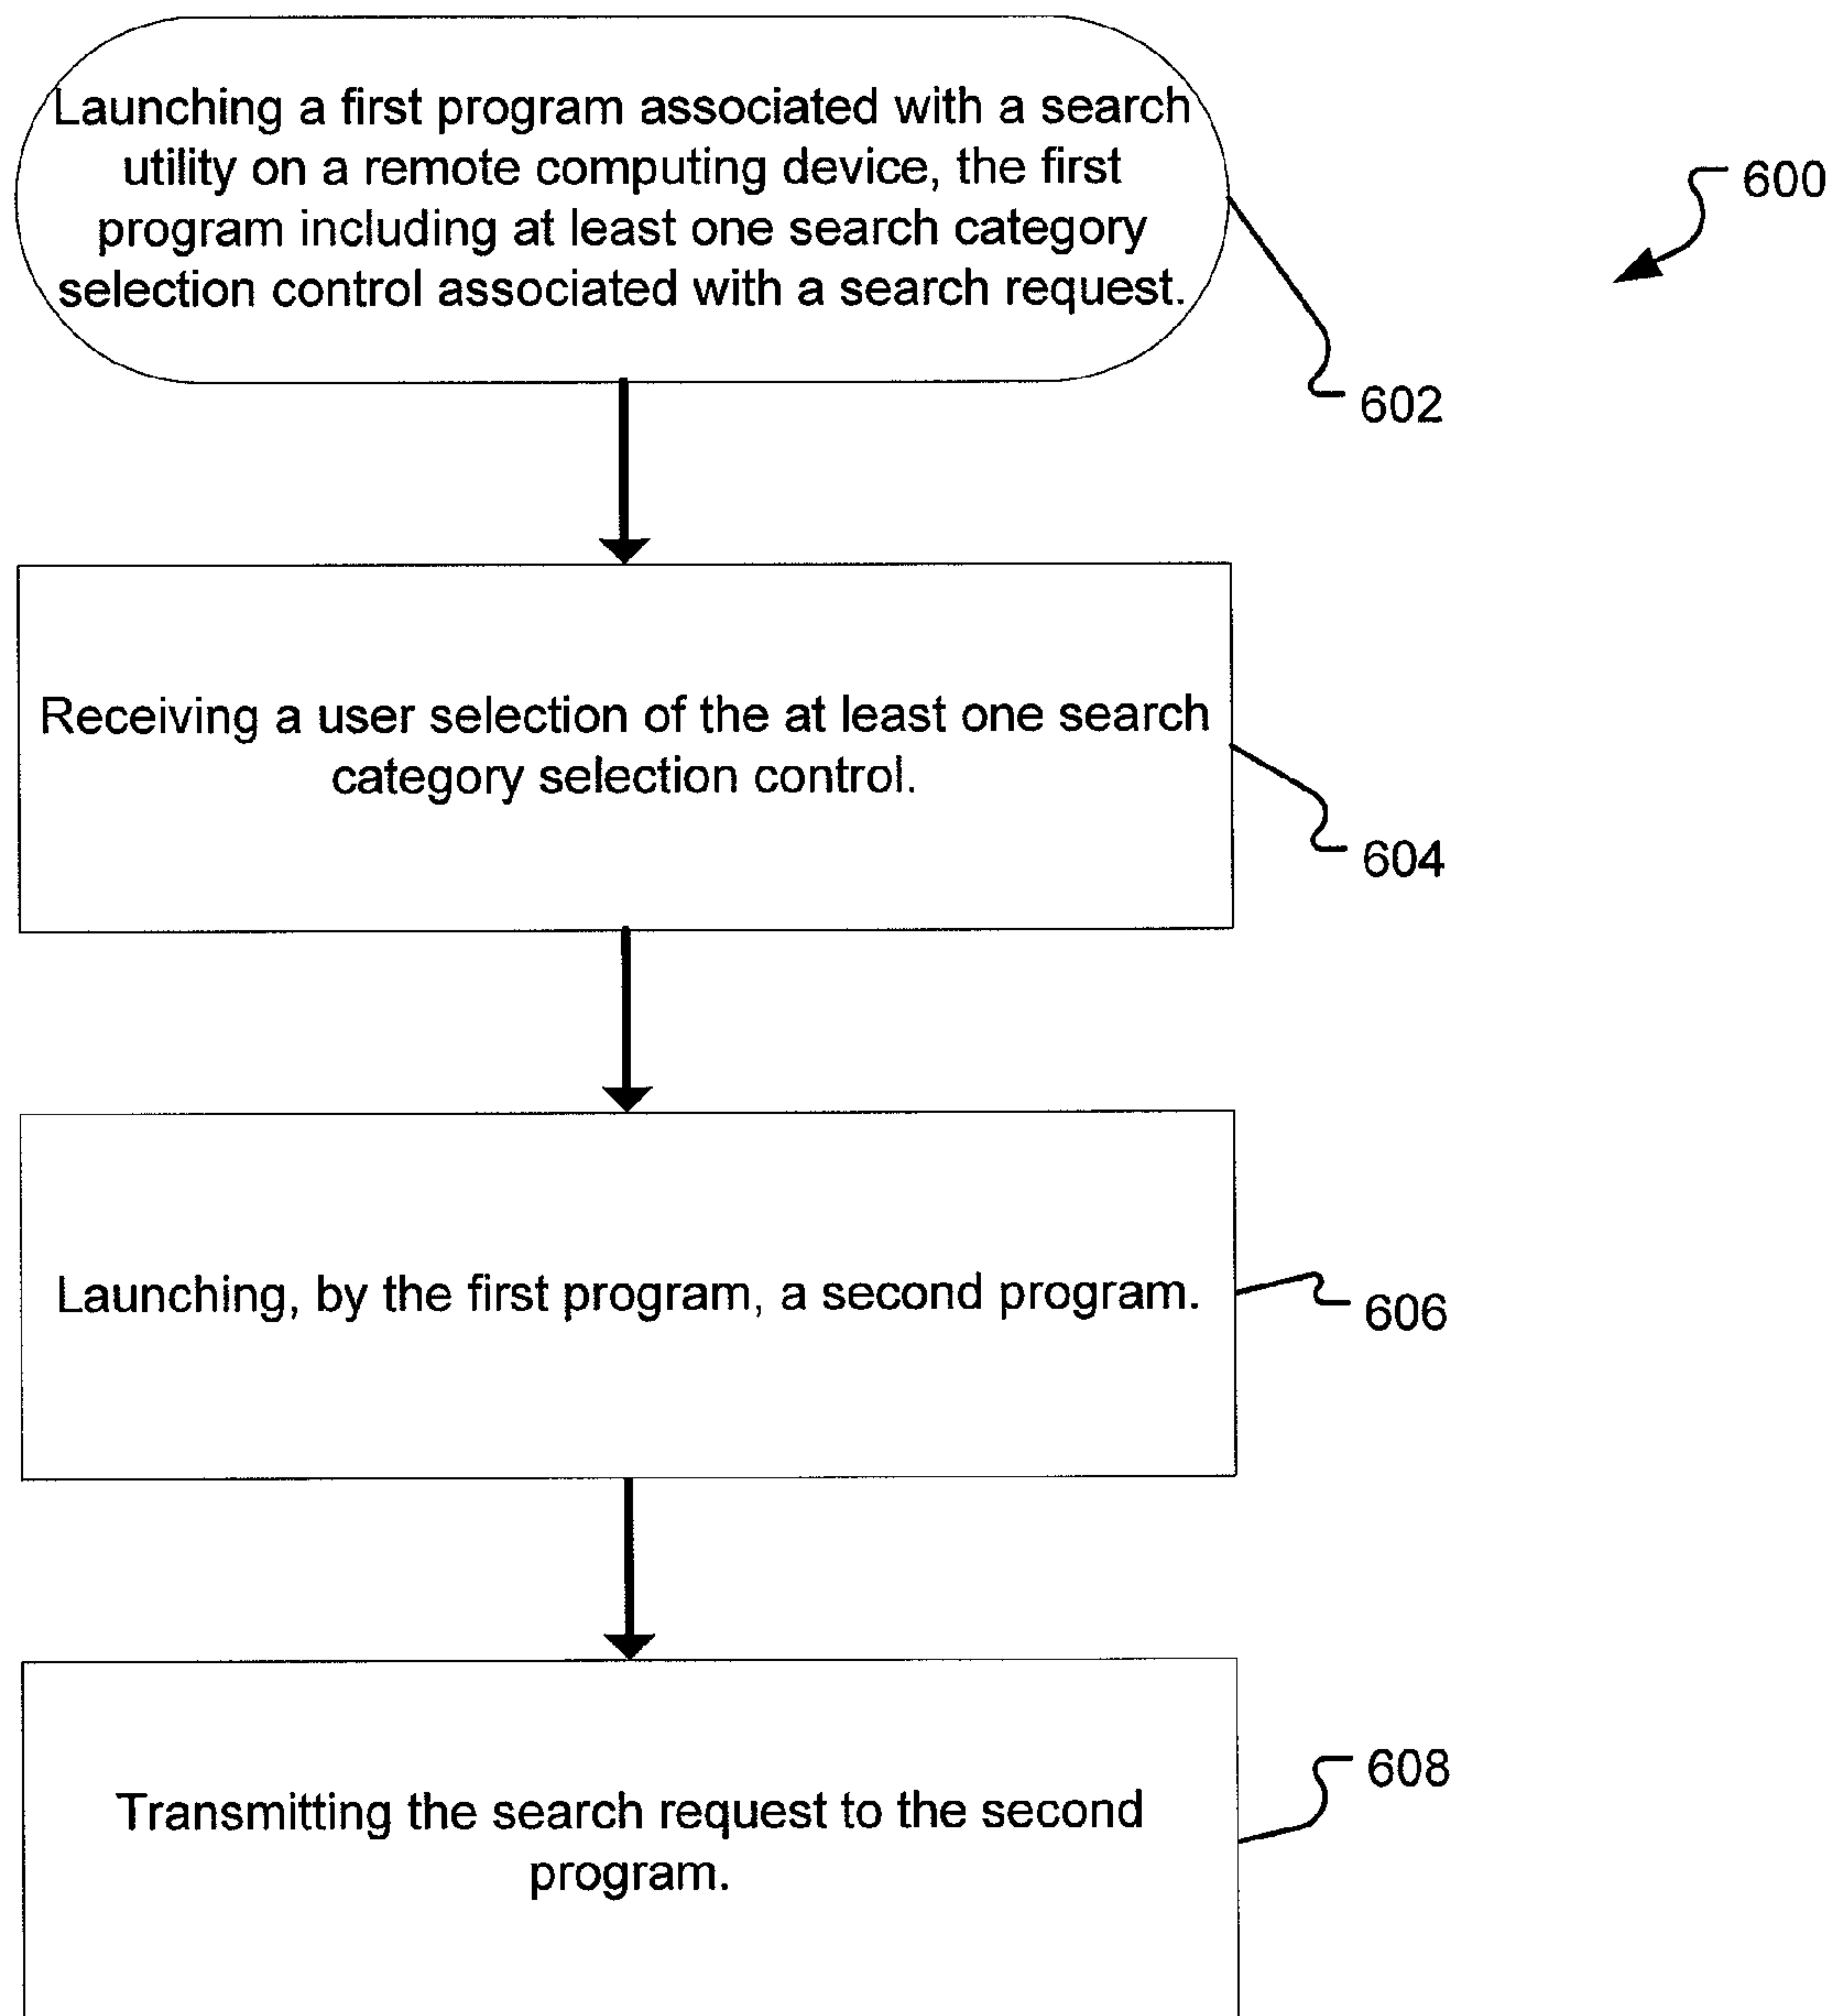 Launching a first program associated with a search
utility on a remote computing device, the first
program including at least one search category
selection control associated with a search request.
600
602
Receiving a user selection of the at least one search
category selection control.
604
Launching, by the first program, a second program.
606
Transmitting the search request to the second
program.
608